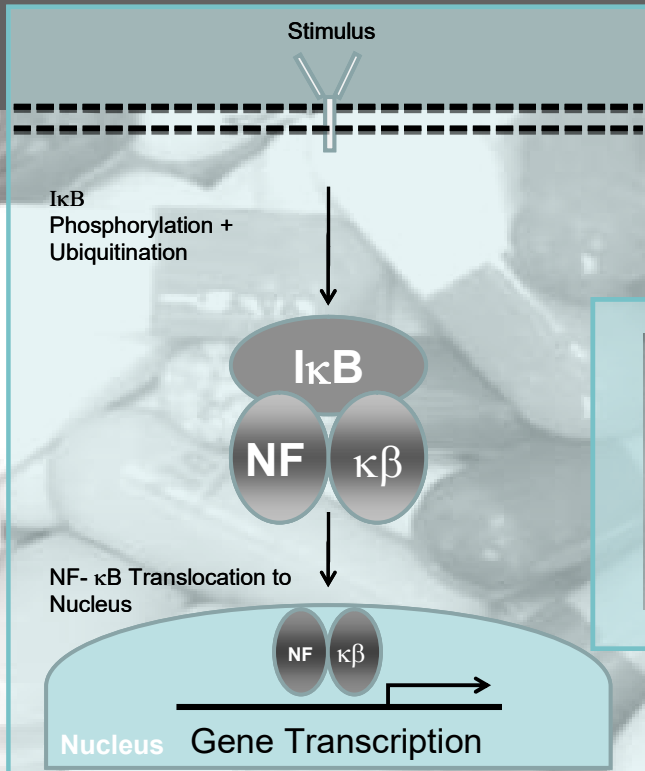 Stimulus
IκB
Phosphorylation +
Ubiquitination
IκB
NF κβ
NF- κB Translocation to
Nucleus
NF κβ
Nucleus Gene Transcription